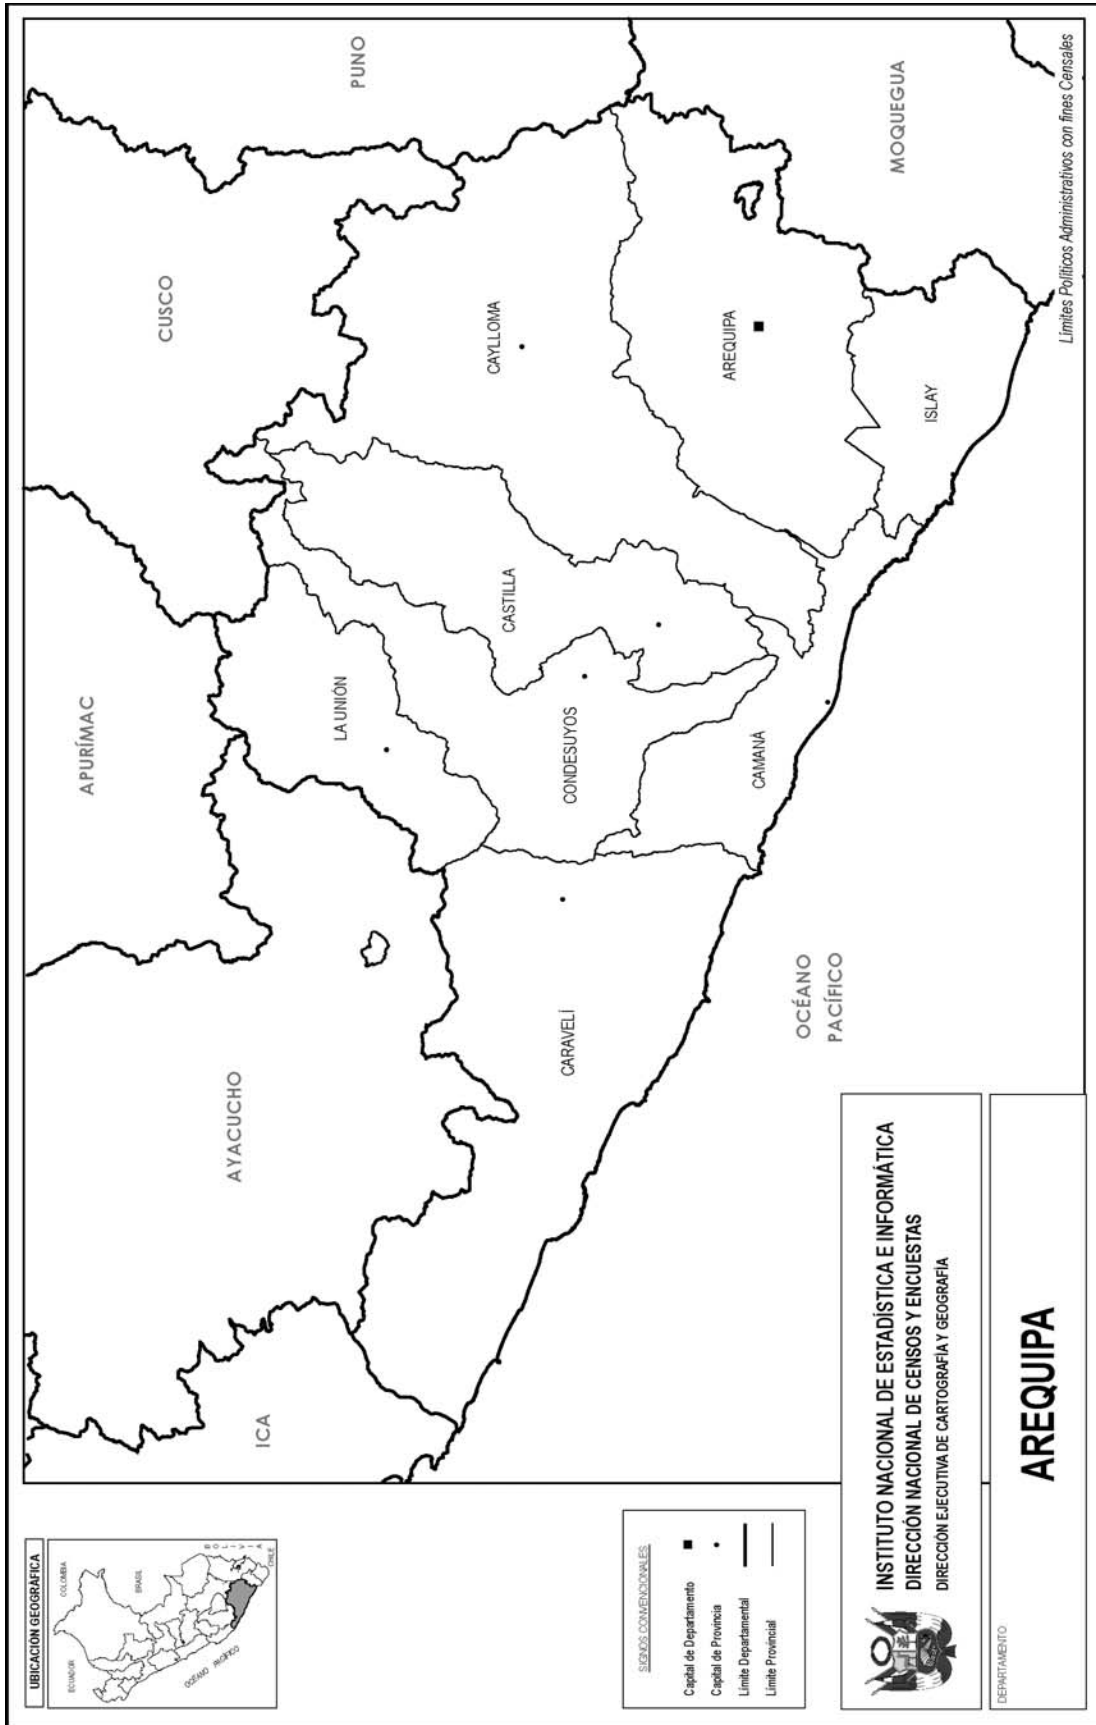 UBICACIÓN GEOGRÁFICA
ECUADOR
COLOMBIA
BRASIL
BOLIVIA
CHILE
OCÉANO PACÍFICO
SIGNOS CONVENCIONALES
Capital de Departamento
Capital de Provincia
Límite Departamental
Límite Provincial
ICA
AYACUCHO
APURÍMAC
CUSCO
PUNO
MOQUEGUA
CARAVELÍ
LA UNIÓN
CONDESUYOS
CASTILLA
CAMANÁ
CAYLLOMA
AREQUIPA
ISLAY
OCÉANO
PACÍFICO
Límites Políticos Administrativos con fines Censales
INSTITUTO NACIONAL DE ESTADÍSTICA E INFORMÁTICA
DIRECCIÓN NACIONAL DE CENSOS Y ENCUESTAS
DIRECCIÓN EJECUTIVA DE CARTOGRAFÍA Y GEOGRAFÍA
DEPARTAMENTO
AREQUIPA